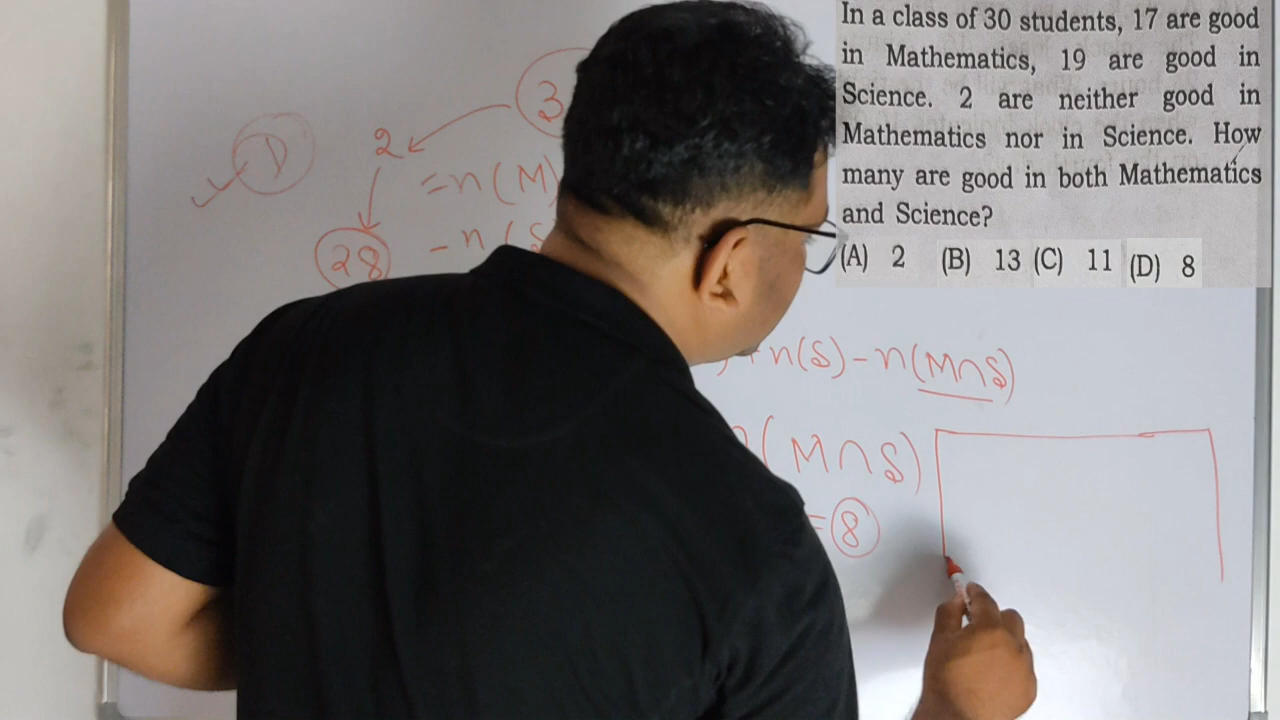 In a class of 30 students, 17 are good
in Mathematics, 19 are good in
Science. 2 are neither good in
Mathematics nor in Science. How
many are good in both Mathematics
and Science?
(A) 2 (B) 13 (C) 11 (D) 8
3
D
2
=n(M)
28
-n(S
+n(S)-n(M∩S)
(M∩S)
=8